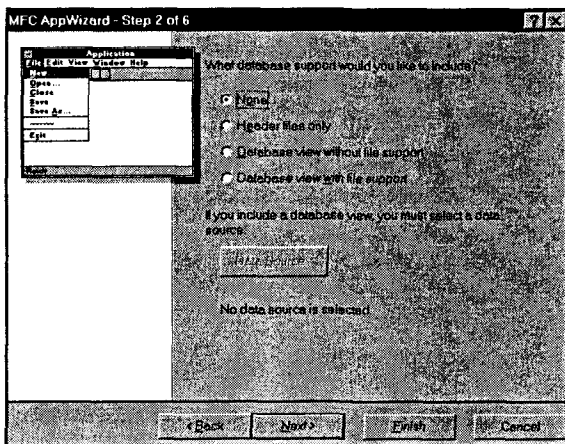 MFC AppWizard - Step 2 of 6
Application
File Edit View Window Help
New
Open...
Close
Save
Save As...
Exit
What database support would you like to include?
None
Header files only
Database view without file support
Database view with file support
If you include a database view, you must select a data
source.
Data Source...
No data source is selected.
< Back
Next >
Finish
Cancel